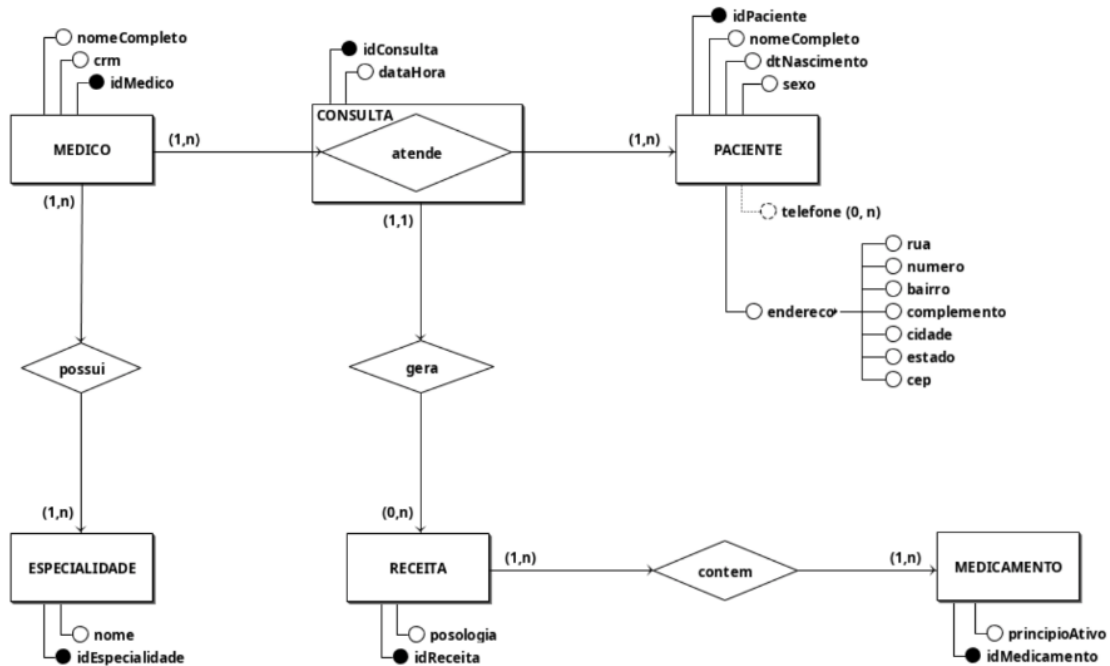 nomeCompleto
crm
idMedico
MEDICO
(1,n)
(1,n)
idConsulta
dataHora
CONSULTA
atende
(1,n)
(1,1)
idPaciente
nomeCompleto
dtNascimento
sexo
PACIENTE
telefone (0, n)
endereco
rua
numero
bairro
complemento
cidade
estado
cep
possui
gera
(1,n)
ESPECIALIDADE
nome
idEspecialidade
(0,n)
RECEITA
posologia
idReceita
(1,n)
contem
(1,n)
MEDICAMENTO
principioAtivo
idMedicamento